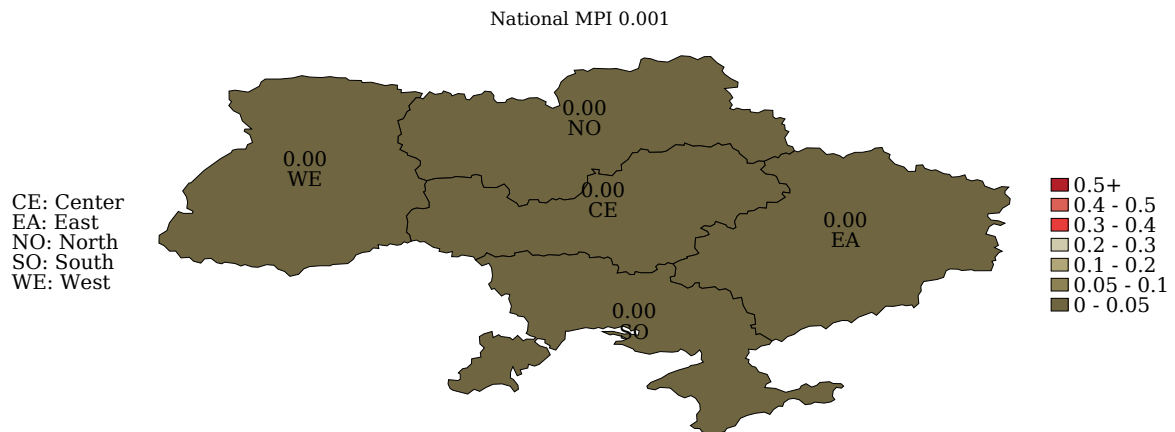 National MPI 0.001
0.00
NO
0.00
WE
0.00
CE
0.00
EA
0.00
SO
CE: Center
EA: East
NO: North
SO: South
WE: West
0.5+
0.4 - 0.5
0.3 - 0.4
0.2 - 0.3
0.1 - 0.2
0.05 - 0.1
0 - 0.05